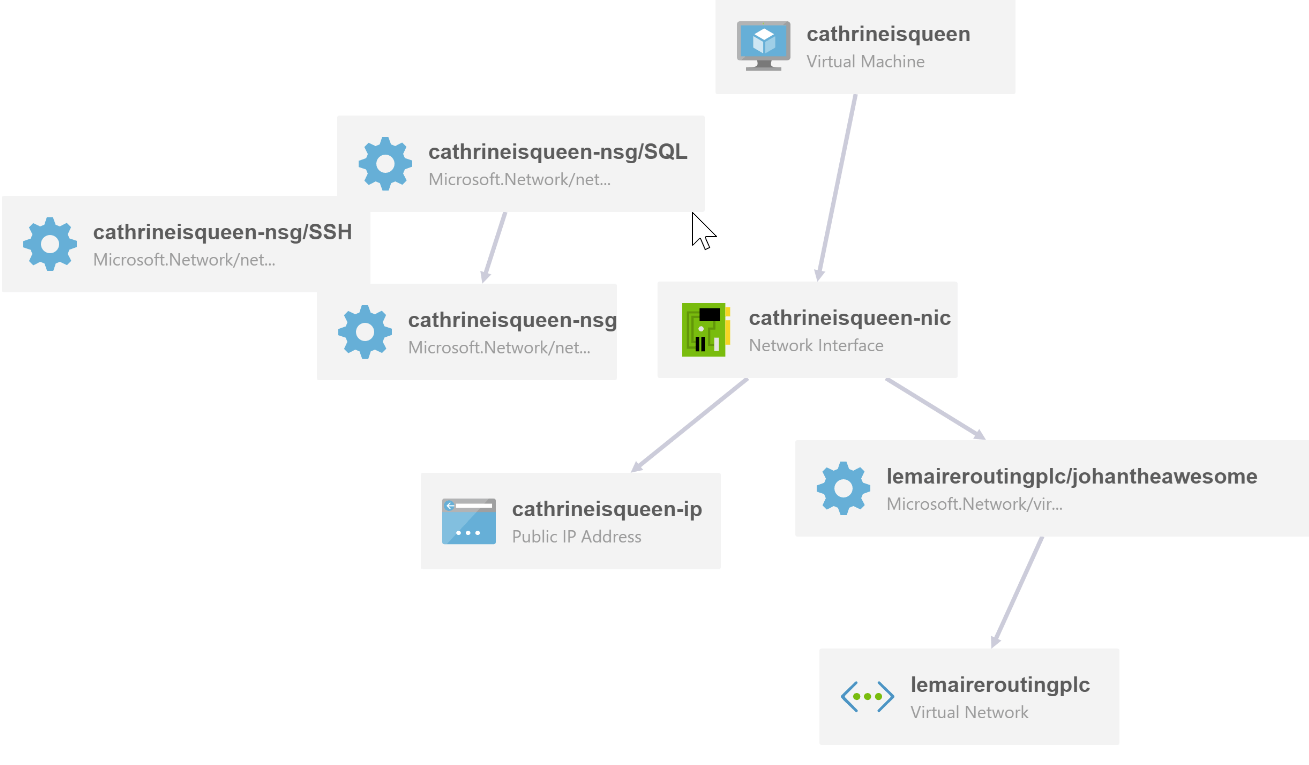 cathrineisqueen
Virtual Machine
cathrineisqueen-nsg/SQL
Microsoft.Network/net...
cathrineisqueen-nsg/SSH
Microsoft.Network/net...
cathrineisqueen-nsg
Microsoft.Network/net...
cathrineisqueen-nic
Network Interface
lemaireroutingplc/johantheawesome
Microsoft.Network/vir...
cathrineisqueen-ip
Public IP Address
lemaireroutingplc
Virtual Network